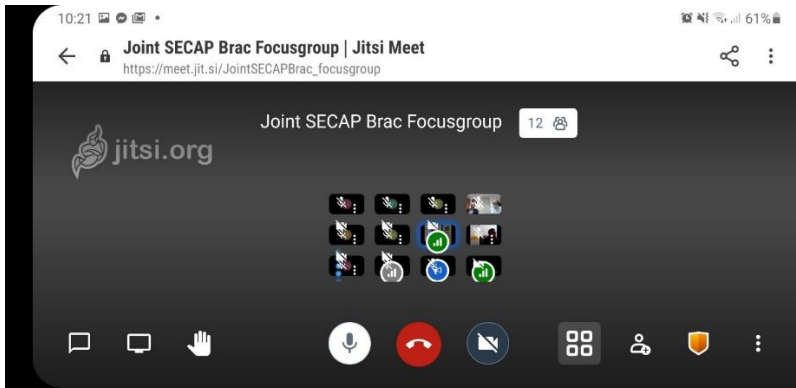 10:21
61%
Joint SECAP Brac Focusgroup | Jitsi Meet
https://meet.jit.si/JointSECAPBrac_focusgroup
jitsi.org
Joint SECAP Brac Focusgroup 12